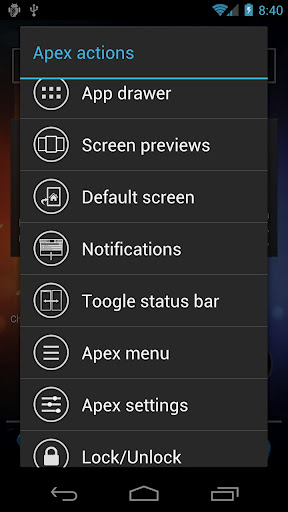 8:40
Apex actions
App drawer
Screen previews
Default screen
Notifications
Toogle status bar
Apex menu
Apex settings
Lock/Unlock